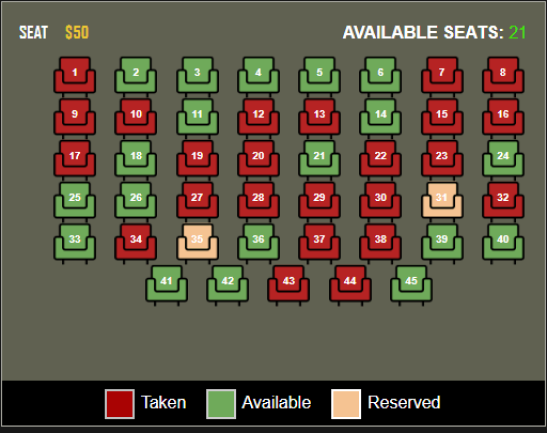 SEAT $50 AVAILABLE SEATS: 21
1 2 3 4 5 6 7 8
9 10 11 12 13 14 15 16
17 18 19 20 21 22 23 24
25 26 27 28 29 30 31 32
33 34 35 36 37 38 39 40
41 42 43 44 45
Taken Available Reserved